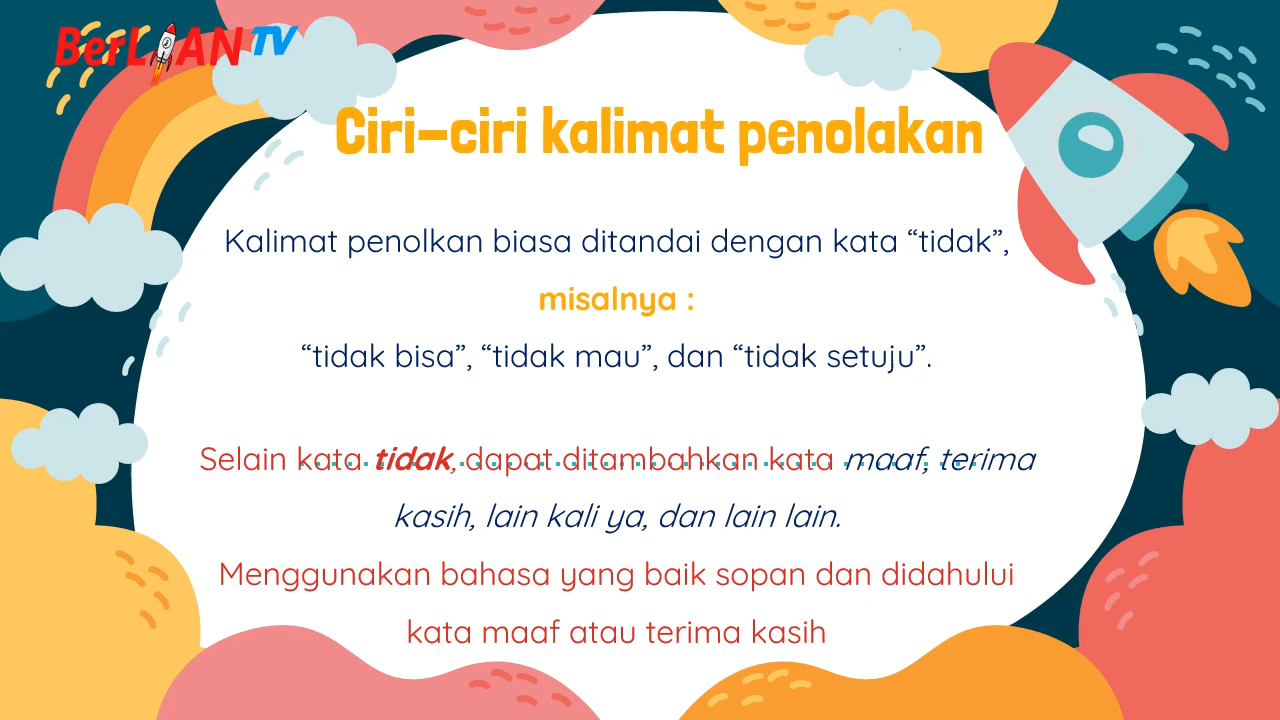 BerLIAN TV
Ciri-ciri kalimat penolakan
Kalimat penolkan biasa ditandai dengan kata “tidak”,
misalnya :
“tidak bisa”, “tidak mau”, dan “tidak setuju”.
Selain kata tidak, dapat ditambahkan kata maaf, terima
kasih, lain kali ya, dan lain lain.
Menggunakan bahasa yang baik sopan dan didahului
kata maaf atau terima kasih